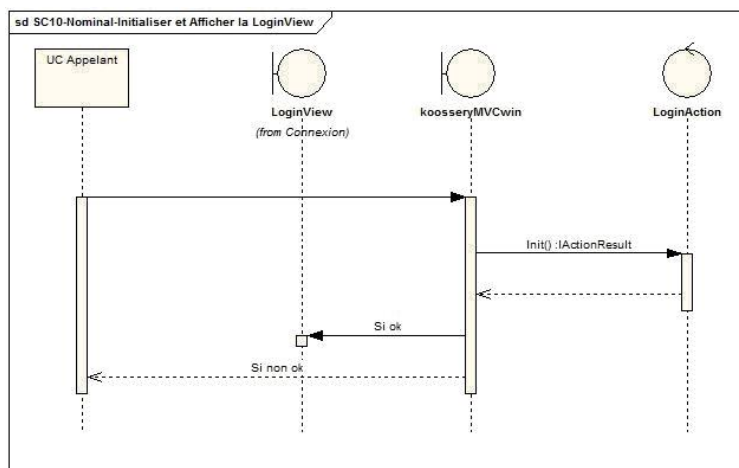 sd SC10-Nominal-Initialiser et Afficher la LoginView
UC Appelant
LoginView
(from Connexion)
koosseryMVCwin
LoginAction
Init() :IActionResult
Si ok
Si non ok